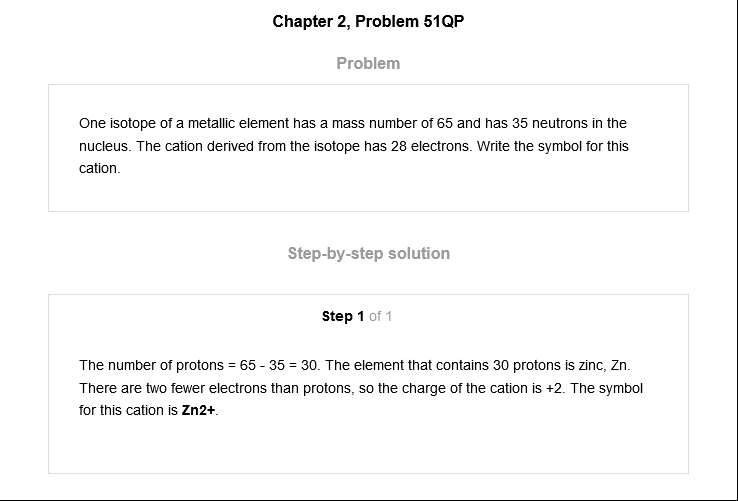 Chapter 2, Problem 51QP
Problem
One isotope of a metallic element has a mass number of 65 and has 35 neutrons in the
nucleus. The cation derived from the isotope has 28 electrons. Write the symbol for this
cation.
Step-by-step solution
Step 1 of 1
The number of protons = 65 - 35 = 30. The element that contains 30 protons is zinc, Zn.
There are two fewer electrons than protons, so the charge of the cation is +2. The symbol
for this cation is Zn2+.